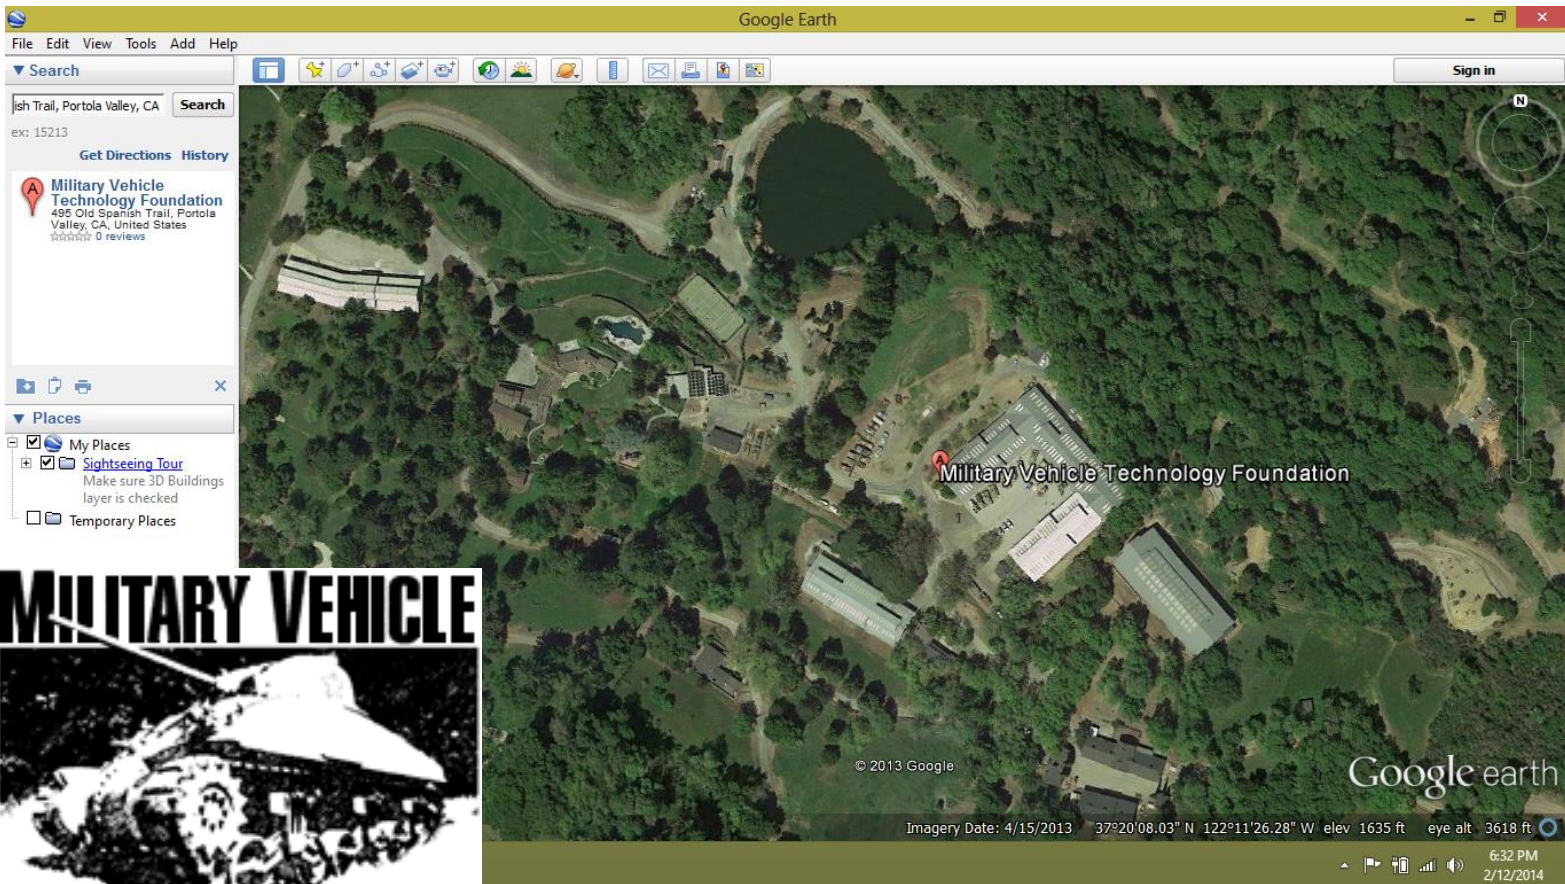 Google Earth
File Edit View Tools Add Help
▼ Search
Sign in
ish Trail, Portola Valley, CA
Search
ex: 15213
Get Directions History
A
Military Vehicle
Technology Foundation
495 Old Spanish Trail, Portola
Valley, CA, United States
0 reviews
▼ Places
My Places
Sightseeing Tour
Make sure 3D Buildings
layer is checked
Temporary Places
N
A
Military Vehicle Technology Foundation
MILITARY VEHICLE
© 2013 Google
Google earth
Imagery Date: 4/15/2013 37°20'08.03" N 122°11'26.28" W elev 1635 ft eye alt 3618 ft
6:32 PM
2/12/2014